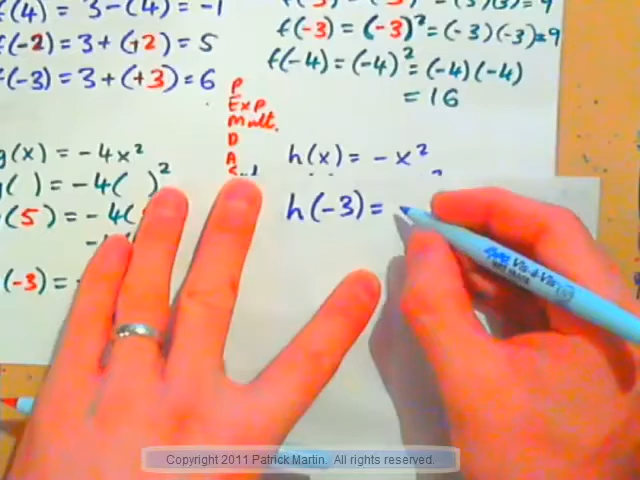 f(4) = 3-(4) = -1
f(-2) = 3+(+2) = 5
f(-3) = 3+(+3) = 6
f(-3) = (-3)² = (-3)(-3) = 9
f(-4) = (-4)² = (-4)(-4)
= 16
P
Exp.
Mult.
D
A
g(x) = -4x²
( ) = -4( )²
(5) = -4(
(-3) =
h(x) = -x²
h(-3) =
Copyright 2011 Patrick Martin. All rights reserved.